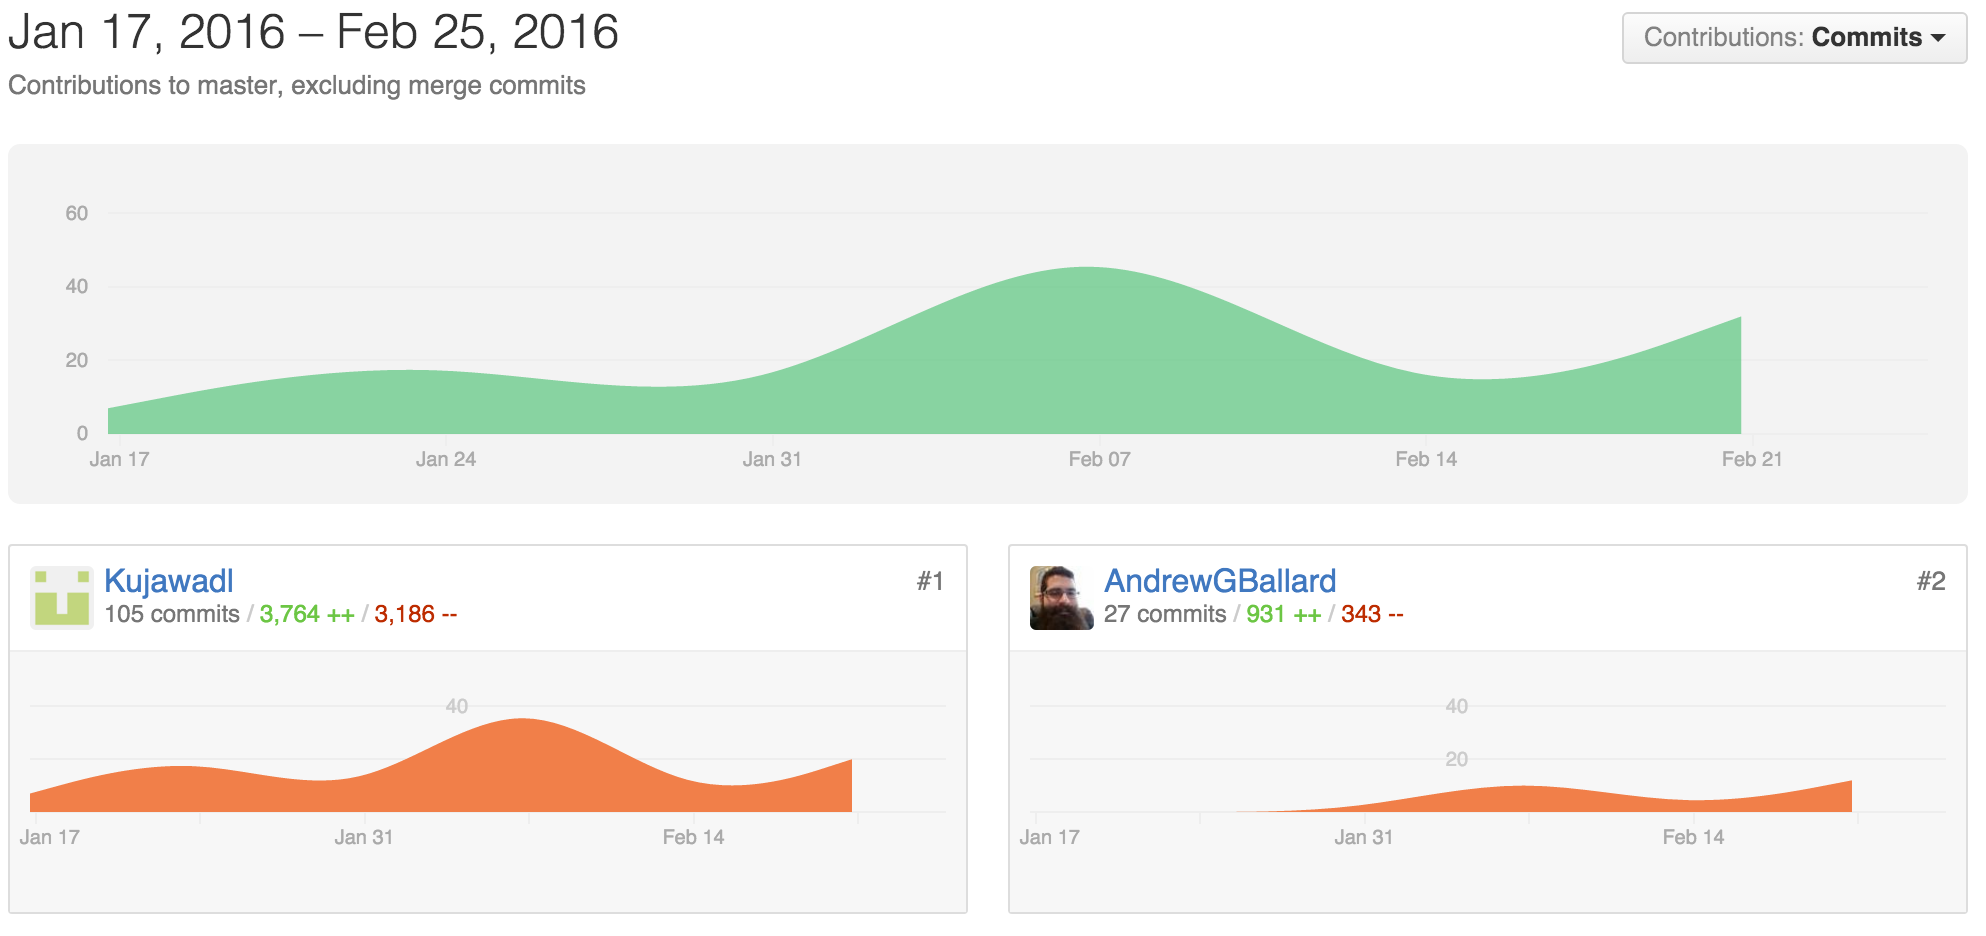 Jan 17, 2016 – Feb 25, 2016
Contributions: Commits
Contributions to master, excluding merge commits
60
40
20
0
Jan 17 Jan 24 Jan 31 Feb 07 Feb 14 Feb 21
Kujawadl
#1
105 commits / 3,764 ++ / 3,186 --
40
Jan 17 Jan 31 Feb 14
AndrewGBallard
#2
27 commits / 931 ++ / 343 --
40
20
Jan 17 Jan 31 Feb 14